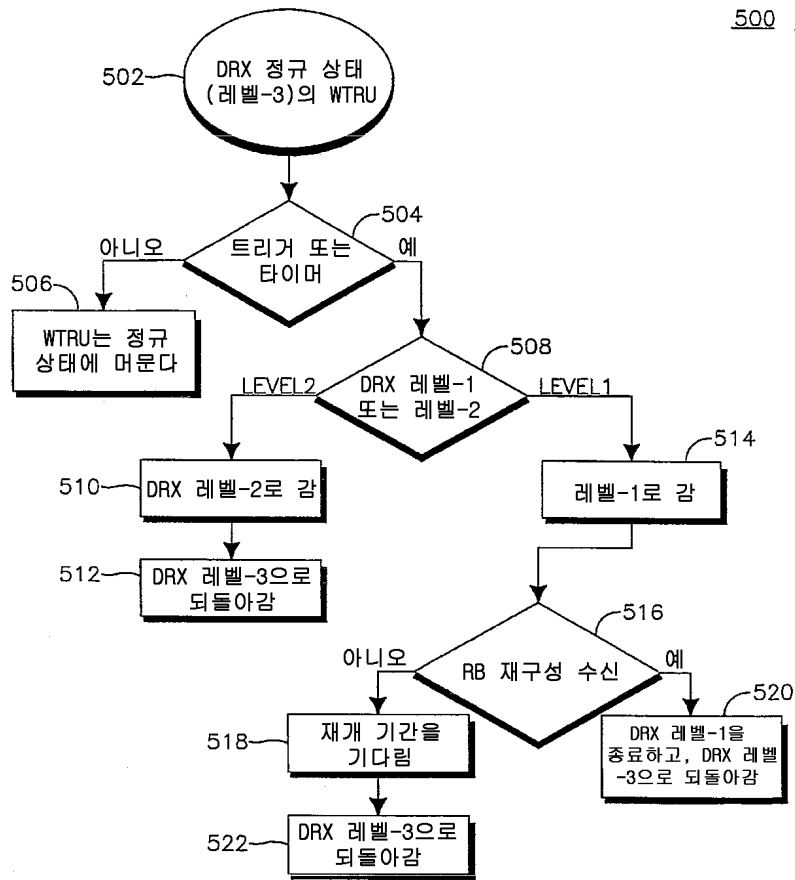 500
502
DRX 정규 상태
(레벨-3)의 WTRU
504
트리거 또는
타이머
아니오
예
506
WTRU는 정규
상태에 머문다
508
DRX 레벨-1
또는 레벨-2
LEVEL2
LEVEL1
510
DRX 레벨-2로 감
514
레벨-1로 감
512
DRX 레벨-3으로
되돌아감
516
RB 재구성 수신
아니오
예
518
재개 기간을
기다림
520
DRX 레벨-1을
종료하고, DRX 레벨
-3으로 되돌아감
522
DRX 레벨-3으로
되돌아감